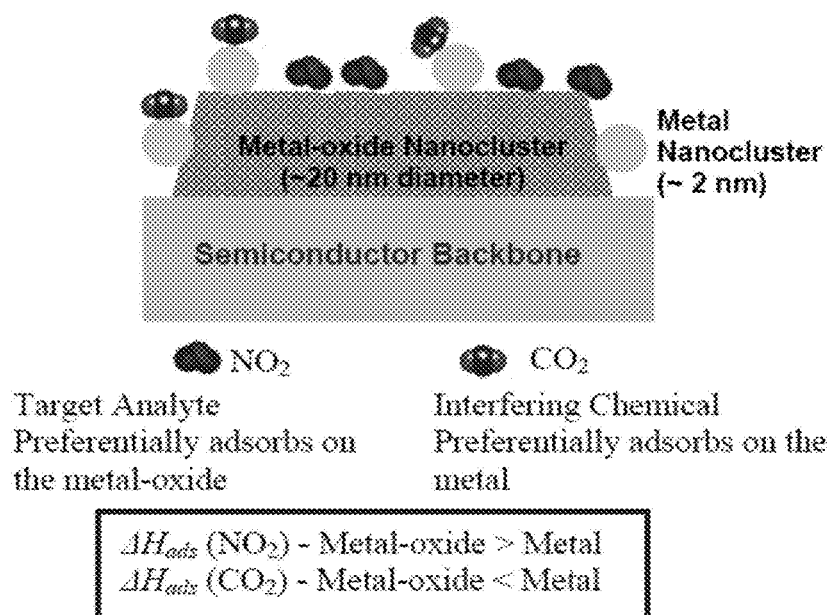 Metal-oxide Nanocluster
(~20 nm diameter)
Metal
Nanocluster
(~ 2 nm)
Semiconductor Backbone
NO₂
CO₂
Target Analyte
Preferentially adsorbs on
the metal-oxide
Interfering Chemical
Preferentially adsorbs on the
metal
ΔHₐds (NO₂) - Metal-oxide > Metal
ΔHₐds (CO₂) - Metal-oxide < Metal